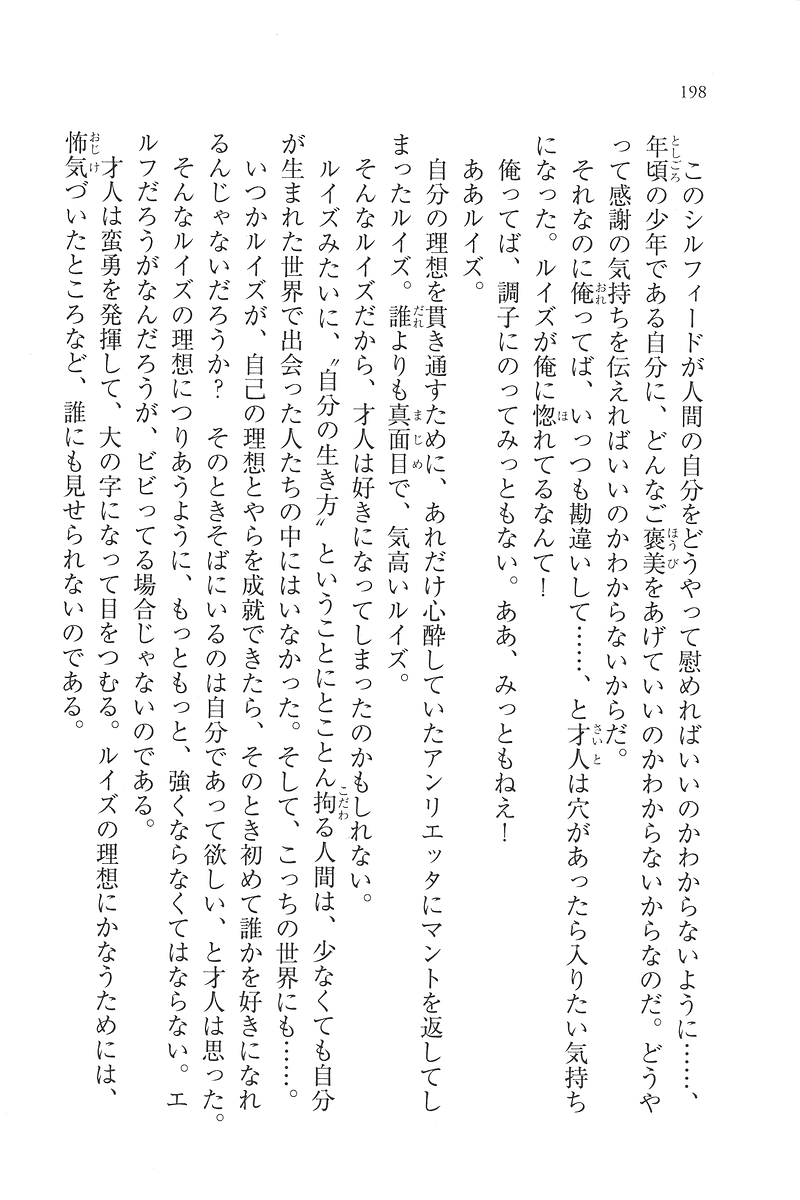 198
このシルフィードが人間の自分をどうやって慰めればいいのかわからないように……、
年頃の少年である自分に、どんなご褒美をあげていいのかわからないからなのだ。どうや
って感謝の気持ちを伝えればいいのかわからないからだ。
それなのに俺ってば、いっつも勘違いして……、と才人は穴があったら入りたい気持ち
になった。ルイズが俺に惚れてるなんて！
俺ってば、調子にのってみっともない。ああ、みっともねえ！
ああルイズ。
自分の理想を貫き通すために、あれだけ心酔していたアンリエッタにマントを返してし
まったルイズ。誰よりも真面目で、気高いルイズ。
そんなルイズだから、才人は好きになってしまったのかもしれない。
ルイズみたいに、〝自分の生き方〟ということにとことん拘る人間は、少なくても自分
が生まれた世界で出会った人たちの中にはいなかった。そして、こっちの世界にも……。
いつかルイズが、自己の理想とやらを成就できたら、そのとき初めて誰かを好きになれ
るんじゃないだろうか？　そのときそばにいるのは自分であって欲しい、と才人は思った。
そんなルイズの理想につりあうように、もっともっと、強くならなくてはならない。エ
ルフだろうがなんだろうが、ビビってる場合じゃないのである。
才人は蛮勇を発揮して、大の字になって目をつむる。ルイズの理想にかなうためには、
怖気づいたところなど、誰にも見せられないのである。